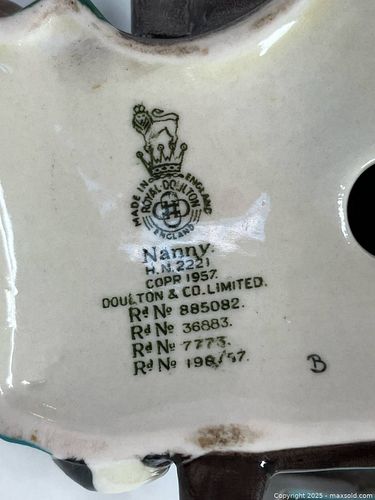 MADE IN ENGLAND
ROYAL DOULTON
ENGLAND
Nanny.
H.N.2221
COPR 1957.
DOULTON & CO. LIMITED.
Rd No 885082.
Rd No 36883.
Rd No 7773.
Rd No 198/57.
B
Copyright 2025 - maxsold.com